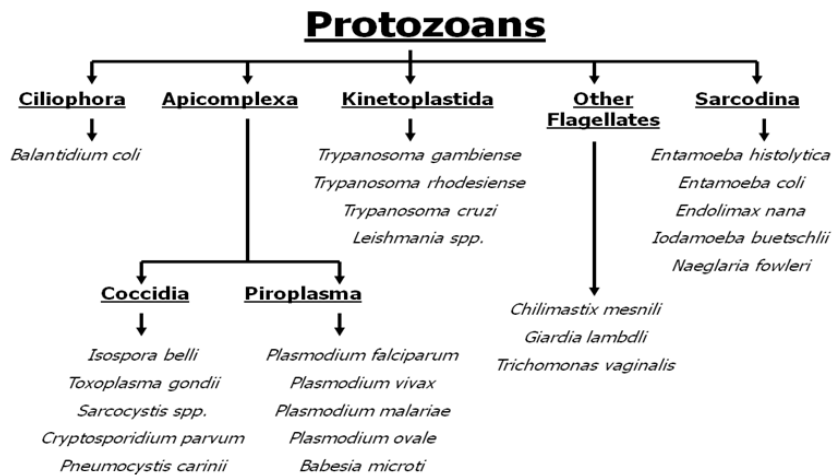 Protozoans
Ciliophora
Balantidium coli
Apicomplexa
Coccidia
Isospora belli
Toxoplasma gondii
Sarcocystis spp.
Cryptosporidium parvum
Pneumocystis carinii
Piroplasma
Plasmodium falciparum
Plasmodium vivax
Plasmodium malariae
Plasmodium ovale
Babesia microti
Kinetoplastida
Trypanosoma gambiense
Trypanosoma rhodesiense
Trypanosoma cruzi
Leishmania spp.
Other
Flagellates
Chilimastix mesnili
Giardia lambdli
Trichomonas vaginalis
Sarcodina
Entamoeba histolytica
Entamoeba coli
Endolimax nana
Iodamoeba buetschlii
Naeglaria fowleri